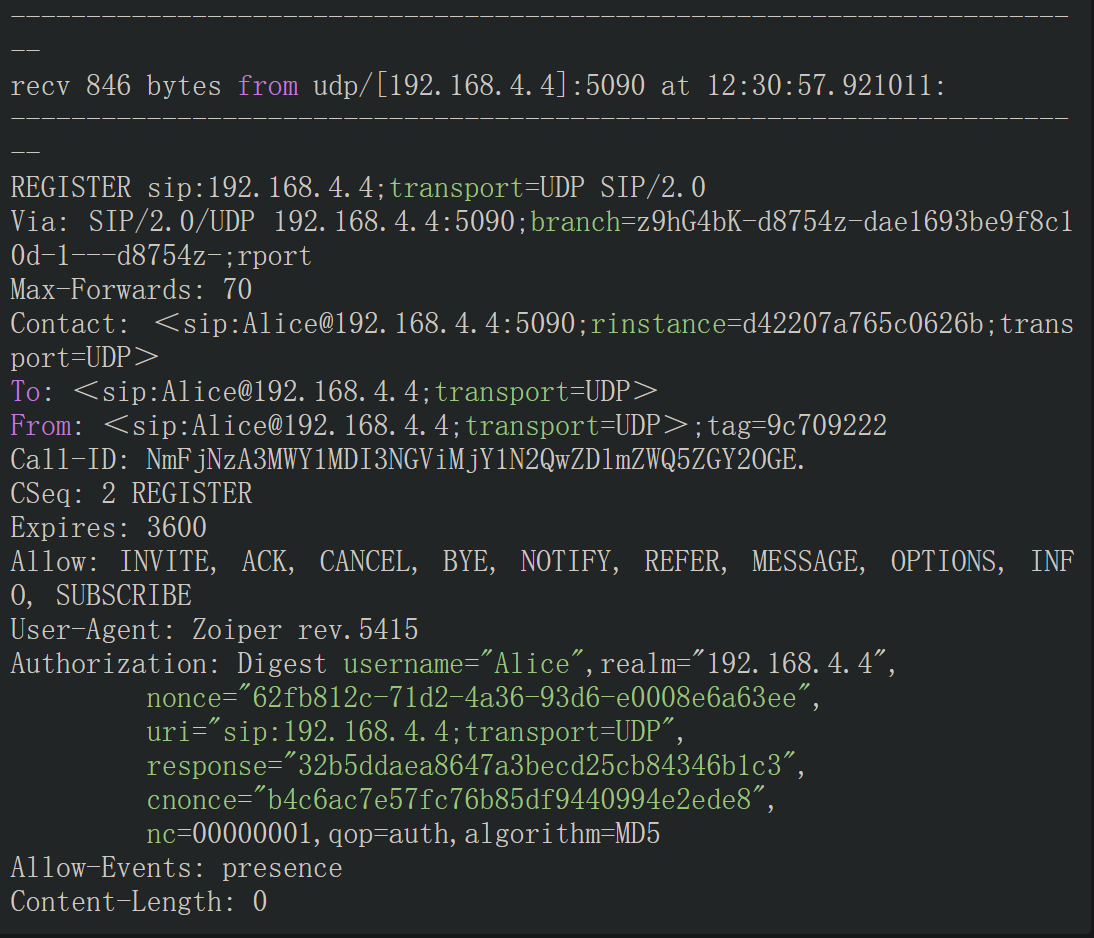 ----------------------------------------------------------------------
--
recv 846 bytes from udp/[192.168.4.4]:5090 at 12:30:57.921011:
----------------------------------------------------------------------
--
REGISTER sip:192.168.4.4;transport=UDP SIP/2.0
Via: SIP/2.0/UDP 192.168.4.4:5090;branch=z9hG4bK-d8754z-dae1693be9f8c1
0d-1---d8754z-;rport
Max-Forwards: 70
Contact: <sip:Alice@192.168.4.4:5090;rinstance=d42207a765c0626b;trans
port=UDP>
To: <sip:Alice@192.168.4.4;transport=UDP>
From: <sip:Alice@192.168.4.4;transport=UDP>;tag=9c709222
Call-ID: NmFjNzA3MWY1MDI3NGViMjY1N2QwZDlmZWQ5ZGY2OGE.
CSeq: 2 REGISTER
Expires: 3600
Allow: INVITE, ACK, CANCEL, BYE, NOTIFY, REFER, MESSAGE, OPTIONS, INF
O, SUBSCRIBE
User-Agent: Zoiper rev.5415
Authorization: Digest username="Alice",realm="192.168.4.4",
nonce="62fb812c-71d2-4a36-93d6-e0008e6a63ee",
uri="sip:192.168.4.4;transport=UDP",
response="32b5ddaea8647a3becd25cb84346b1c3",
cnonce="b4c6ac7e57fc76b85df9440994e2ede8",
nc=00000001,qop=auth,algorithm=MD5
Allow-Events: presence
Content-Length: 0